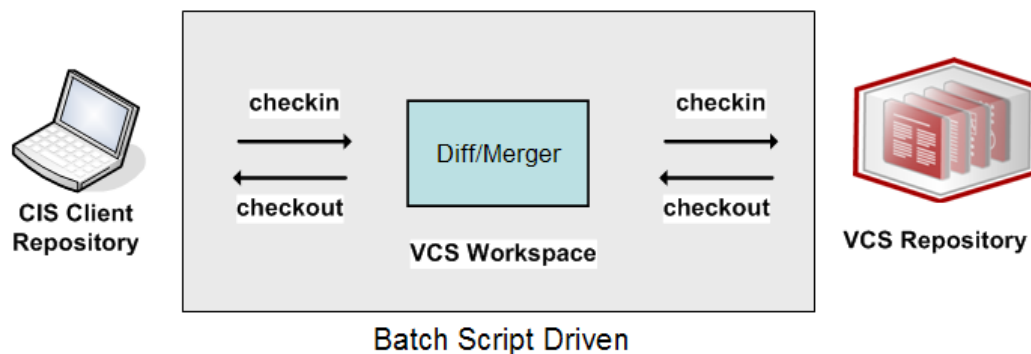 checkin
checkin
Diff/Merger
checkout
checkout
CIS Client
Repository
VCS Workspace
VCS Repository
Batch Script Driven